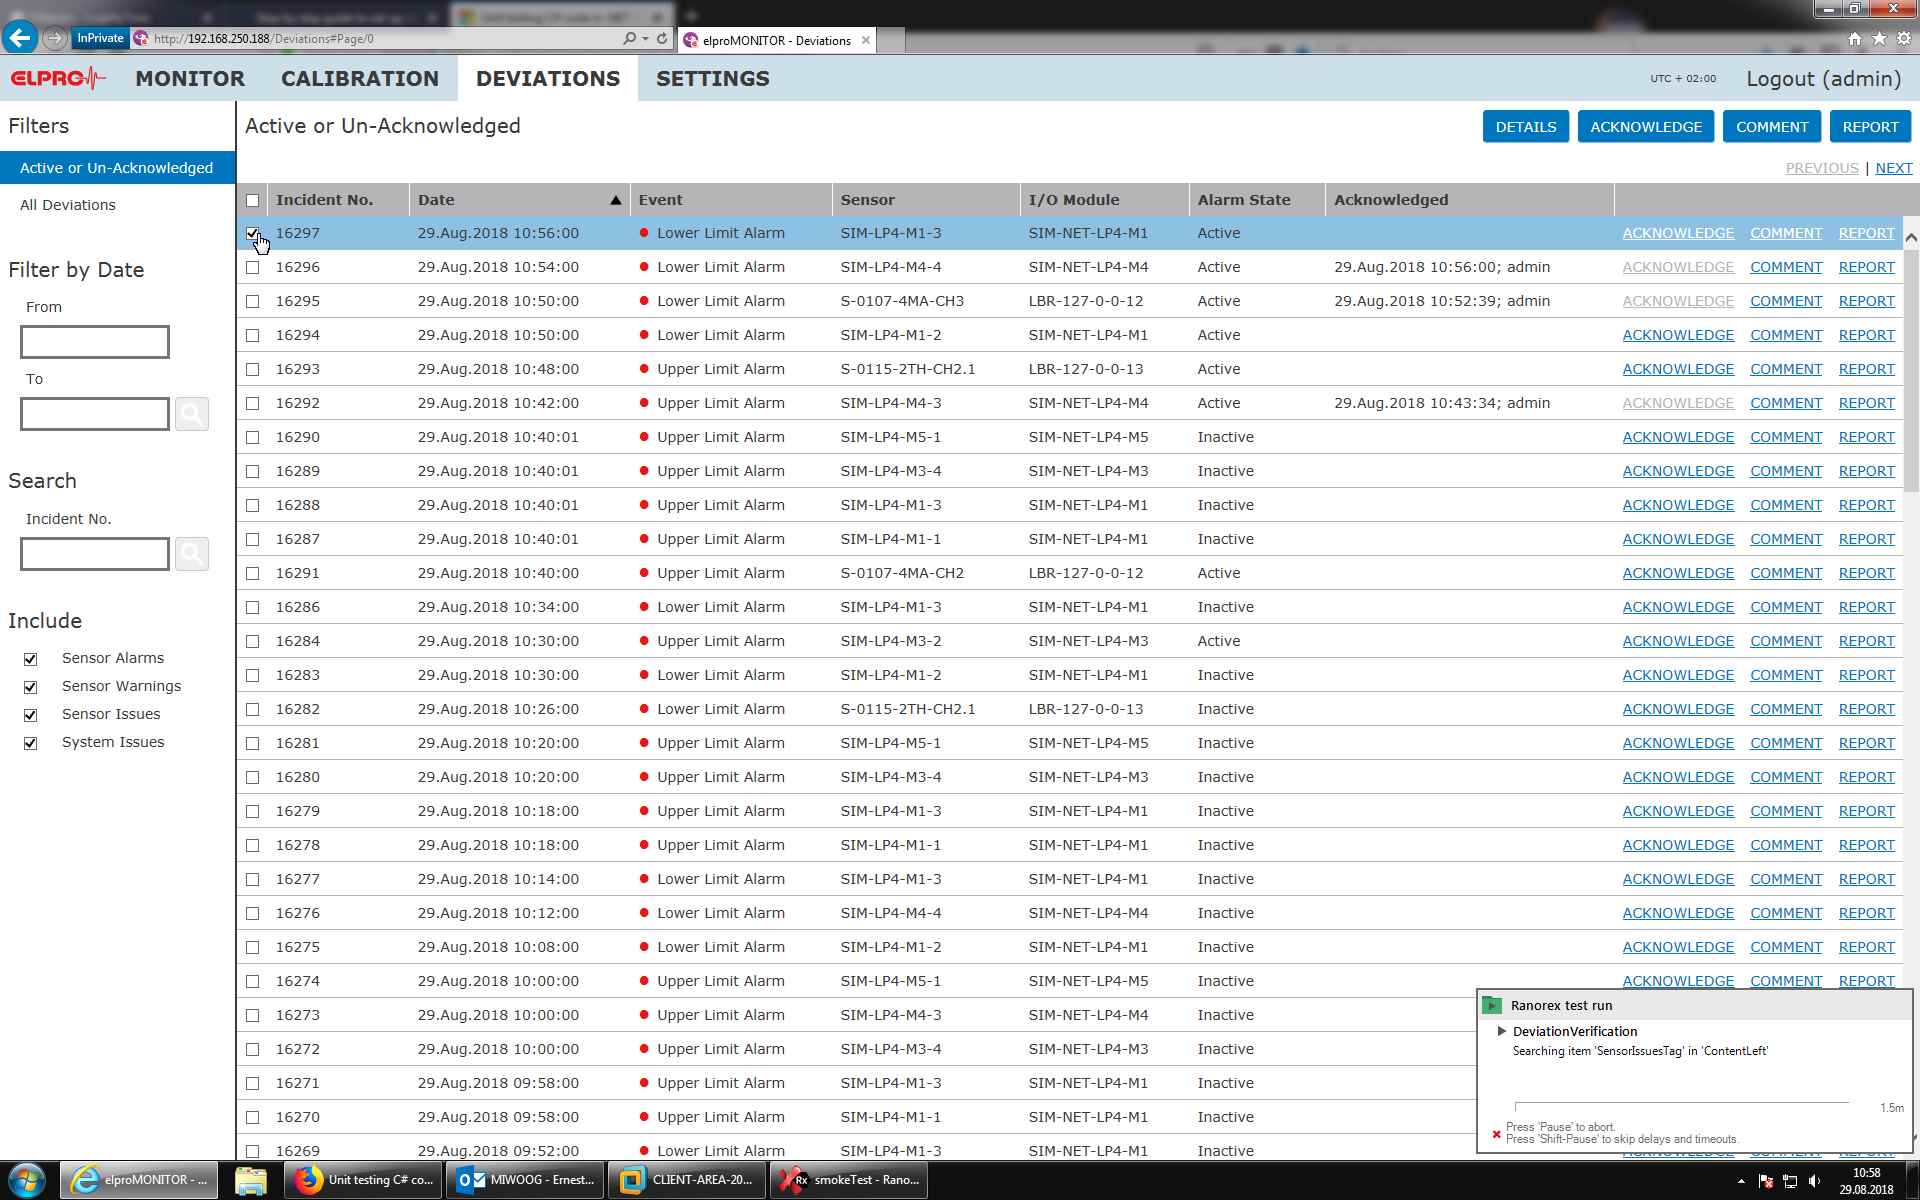 Unit testing C# code in .NET
InPrivate http://192.168.250.188/Deviations#Page/0 elproMONITOR - Deviations
ELPRO MONITOR CALIBRATION DEVIATIONS SETTINGS UTC + 02:00 Logout (admin)
Filters
Active or Un-Acknowledged
All Deviations
Filter by Date
From
To
Search
Incident No.
Include
Sensor Alarms
Sensor Warnings
Sensor Issues
System Issues
Active or Un-Acknowledged DETAILS ACKNOWLEDGE COMMENT REPORT
PREVIOUS | NEXT
Incident No. Date Event Sensor I/O Module Alarm State Acknowledged
16297 29.Aug.2018 10:56:00 Lower Limit Alarm SIM-LP4-M1-3 SIM-NET-LP4-M1 Active ACKNOWLEDGE COMMENT REPORT
16296 29.Aug.2018 10:54:00 Lower Limit Alarm SIM-LP4-M4-4 SIM-NET-LP4-M4 Active 29.Aug.2018 10:56:00; admin ACKNOWLEDGE COMMENT REPORT
16295 29.Aug.2018 10:50:00 Lower Limit Alarm S-0107-4MA-CH3 LBR-127-0-0-12 Active 29.Aug.2018 10:52:39; admin ACKNOWLEDGE COMMENT REPORT
16294 29.Aug.2018 10:50:00 Lower Limit Alarm SIM-LP4-M1-2 SIM-NET-LP4-M1 Active ACKNOWLEDGE COMMENT REPORT
16293 29.Aug.2018 10:48:00 Upper Limit Alarm S-0115-2TH-CH2.1 LBR-127-0-0-13 Active ACKNOWLEDGE COMMENT REPORT
16292 29.Aug.2018 10:42:00 Upper Limit Alarm SIM-LP4-M4-3 SIM-NET-LP4-M4 Active 29.Aug.2018 10:43:34; admin ACKNOWLEDGE COMMENT REPORT
16290 29.Aug.2018 10:40:01 Upper Limit Alarm SIM-LP4-M5-1 SIM-NET-LP4-M5 Inactive ACKNOWLEDGE COMMENT REPORT
16289 29.Aug.2018 10:40:01 Upper Limit Alarm SIM-LP4-M3-4 SIM-NET-LP4-M3 Inactive ACKNOWLEDGE COMMENT REPORT
16288 29.Aug.2018 10:40:01 Upper Limit Alarm SIM-LP4-M1-3 SIM-NET-LP4-M1 Inactive ACKNOWLEDGE COMMENT REPORT
16287 29.Aug.2018 10:40:01 Upper Limit Alarm SIM-LP4-M1-1 SIM-NET-LP4-M1 Inactive ACKNOWLEDGE COMMENT REPORT
16291 29.Aug.2018 10:40:00 Upper Limit Alarm S-0107-4MA-CH2 LBR-127-0-0-12 Active ACKNOWLEDGE COMMENT REPORT
16286 29.Aug.2018 10:34:00 Lower Limit Alarm SIM-LP4-M1-3 SIM-NET-LP4-M1 Inactive ACKNOWLEDGE COMMENT REPORT
16284 29.Aug.2018 10:30:00 Upper Limit Alarm SIM-LP4-M3-2 SIM-NET-LP4-M3 Active ACKNOWLEDGE COMMENT REPORT
16283 29.Aug.2018 10:30:00 Lower Limit Alarm SIM-LP4-M1-2 SIM-NET-LP4-M1 Inactive ACKNOWLEDGE COMMENT REPORT
16282 29.Aug.2018 10:26:00 Lower Limit Alarm S-0115-2TH-CH2.1 LBR-127-0-0-13 Inactive ACKNOWLEDGE COMMENT REPORT
16281 29.Aug.2018 10:20:00 Upper Limit Alarm SIM-LP4-M5-1 SIM-NET-LP4-M5 Inactive ACKNOWLEDGE COMMENT REPORT
16280 29.Aug.2018 10:20:00 Upper Limit Alarm SIM-LP4-M3-4 SIM-NET-LP4-M3 Inactive ACKNOWLEDGE COMMENT REPORT
16279 29.Aug.2018 10:18:00 Upper Limit Alarm SIM-LP4-M1-3 SIM-NET-LP4-M1 Inactive ACKNOWLEDGE COMMENT REPORT
16278 29.Aug.2018 10:18:00 Upper Limit Alarm SIM-LP4-M1-1 SIM-NET-LP4-M1 Inactive ACKNOWLEDGE COMMENT REPORT
16277 29.Aug.2018 10:14:00 Lower Limit Alarm SIM-LP4-M1-3 SIM-NET-LP4-M1 Inactive ACKNOWLEDGE COMMENT REPORT
16276 29.Aug.2018 10:12:00 Lower Limit Alarm SIM-LP4-M4-4 SIM-NET-LP4-M4 Inactive ACKNOWLEDGE COMMENT REPORT
16275 29.Aug.2018 10:08:00 Lower Limit Alarm SIM-LP4-M1-2 SIM-NET-LP4-M1 Inactive ACKNOWLEDGE COMMENT REPORT
16274 29.Aug.2018 10:00:00 Upper Limit Alarm SIM-LP4-M5-1 SIM-NET-LP4-M5 Inactive ACKNOWLEDGE COMMENT REPORT
16273 29.Aug.2018 10:00:00 Upper Limit Alarm SIM-LP4-M4-3 SIM-NET-LP4-M4 Inactive
16272 29.Aug.2018 10:00:00 Upper Limit Alarm SIM-LP4-M3-4 SIM-NET-LP4-M3 Inactive
16271 29.Aug.2018 09:58:00 Upper Limit Alarm SIM-LP4-M1-3 SIM-NET-LP4-M1 Inactive
16270 29.Aug.2018 09:58:00 Upper Limit Alarm SIM-LP4-M1-1 SIM-NET-LP4-M1 Inactive
16269 29.Aug.2018 09:52:00 Lower Limit Alarm SIM-LP4-M1-3 SIM-NET-LP4-M1 Inactive
Ranorex test run
DeviationVerification
Searching item 'SensorIssuesTag' in 'ContentLeft'
1.5m
Press 'Pause' to abort.
Press 'Shift-Pause' to skip delays and timeouts.
elproMONITOR - ... Unit testing C# co... MIWOOG - Ernest... CLIENT-AREA-20... smokeTest - Rano...
10:58
29.08.2018